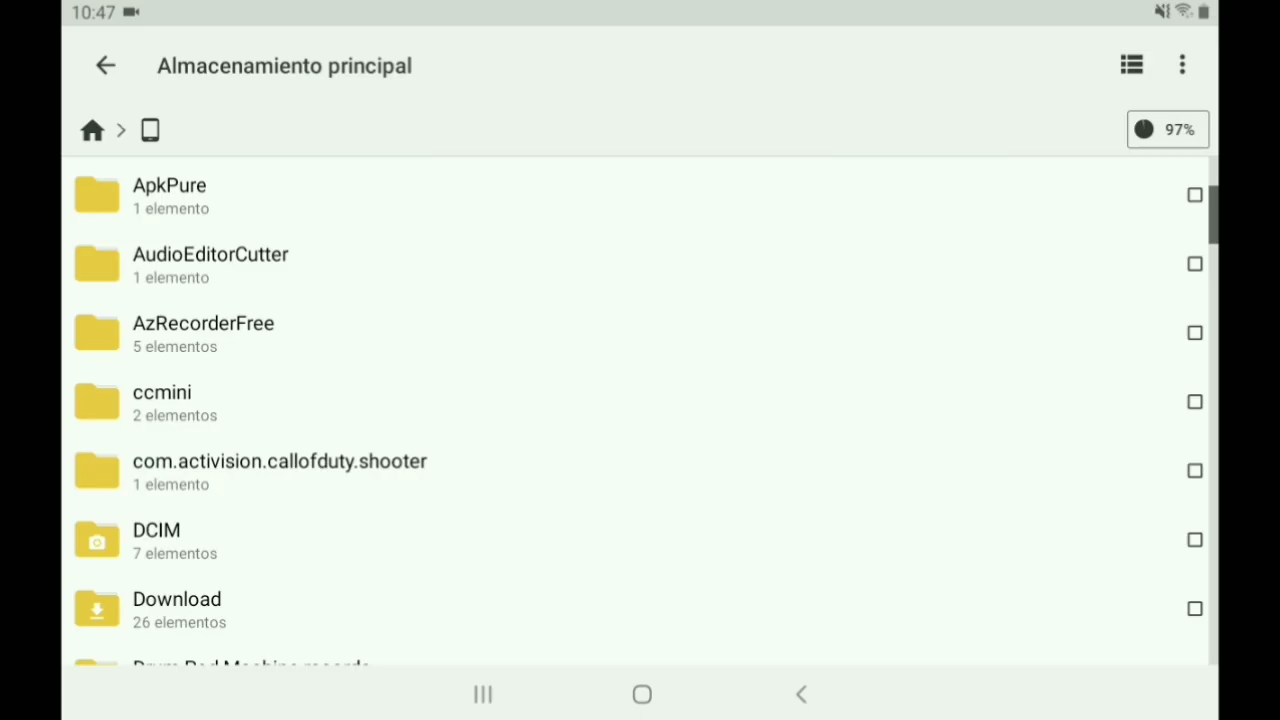 10:47
Almacenamiento principal
97%
ApkPure
1 elemento
AudioEditorCutter
1 elemento
AzRecorderFree
5 elementos
ccmini
2 elementos
com.activision.callofduty.shooter
1 elemento
DCIM
7 elementos
Download
26 elementos